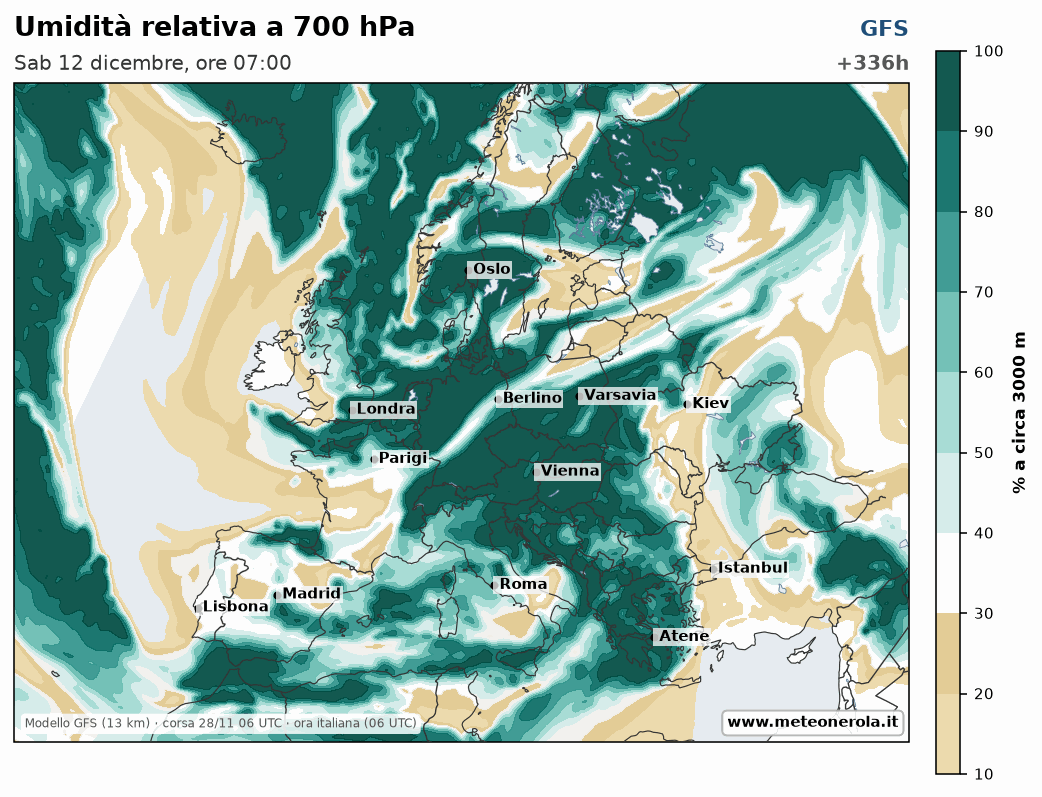 Umidità relativa a 700 hPa
GFS
Sab 12 dicembre, ore 07:00
+336h
100
90
80
70
60
50
40
30
20
10
% a circa 3000 m
Oslo
Londra
Berlino
Varsavia
Kiev
Parigi
Vienna
Istanbul
Roma
Madrid
Lisbona
Atene
Modello GFS (13 km) · corsa 28/11 06 UTC · ora italiana (06 UTC)
www.meteonerola.it